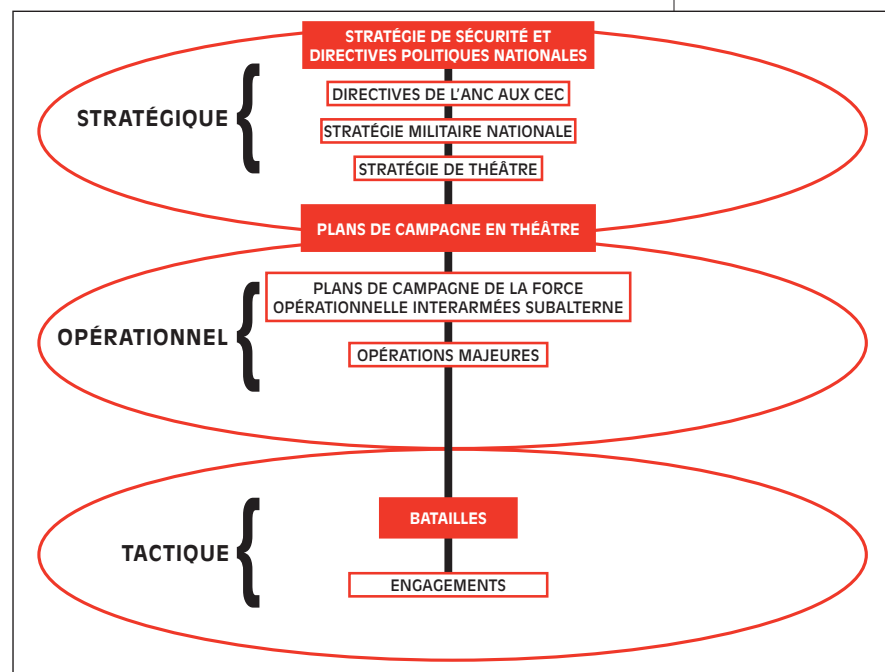 STRATÉGIE DE SÉCURITÉ ET
DIRECTIVES POLITIQUES NATIONALES
STRATÉGIQUE
DIRECTIVES DE L'ANC AUX CEC
STRATÉGIE MILITAIRE NATIONALE
STRATÉGIE DE THÉÂTRE
PLANS DE CAMPAGNE EN THÉÂTRE
OPÉRATIONNEL
PLANS DE CAMPAGNE DE LA FORCE
OPÉRATIONNELLE INTERARMÉES SUBALTERNE
OPÉRATIONS MAJEURES
TACTIQUE
BATAILLES
ENGAGEMENTS